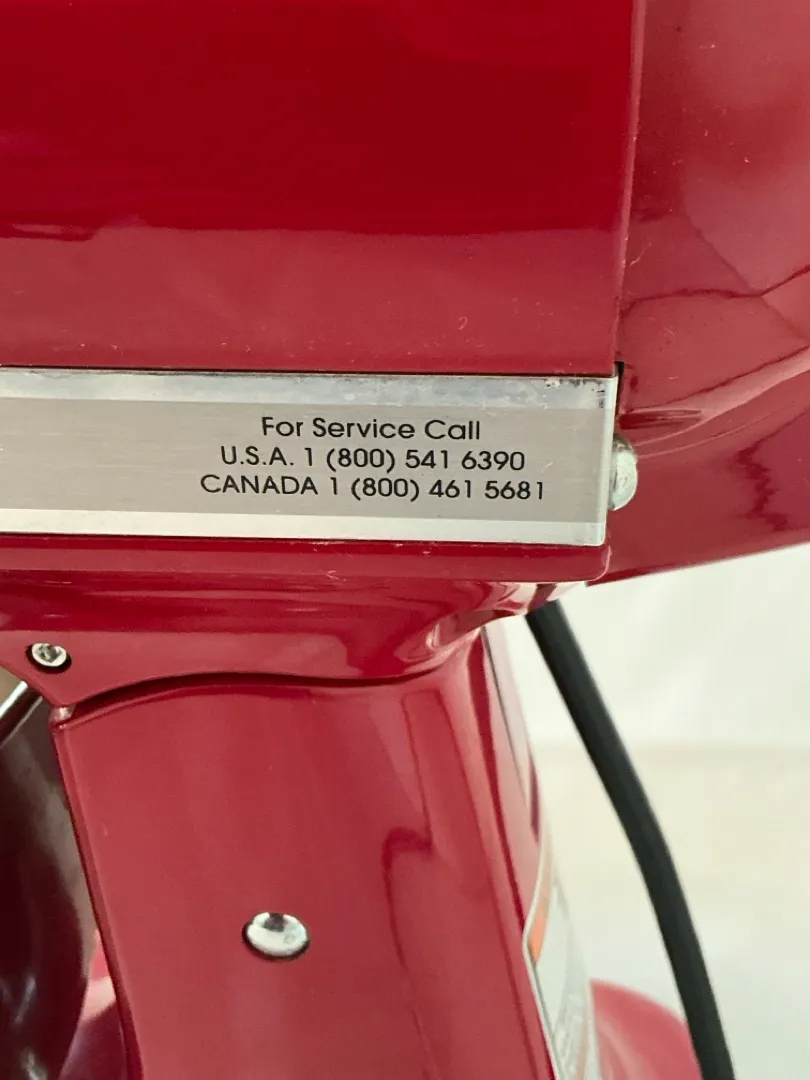 For Service Call
U.S.A. 1 (800) 541 6390
CANADA 1 (800) 461 5681